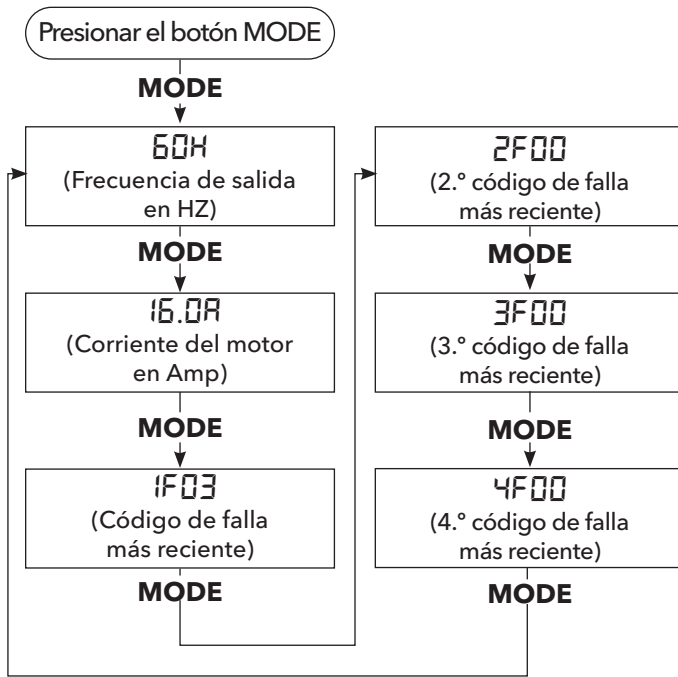 Presionar el botón MODE
MODE
60H
(Frecuencia de salida
en HZ)
MODE
16.0A
(Corriente del motor
en Amp)
MODE
1F03
(Código de falla
más reciente)
MODE
2F00
(2.º código de falla
más reciente)
MODE
3F00
(3.º código de falla
más reciente)
MODE
4F00
(4.º código de falla
más reciente)
MODE